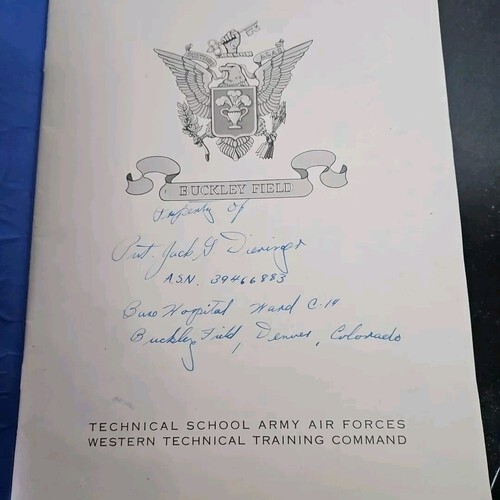 BUCKLEY FIELD
Property of
Pvt. Jack G Dieringer
A.S.N. 39466883
Base Hospital Ward C-14
Buckley Field, Denver, Colorado
TECHNICAL SCHOOL ARMY AIR FORCES
WESTERN TECHNICAL TRAINING COMMAND